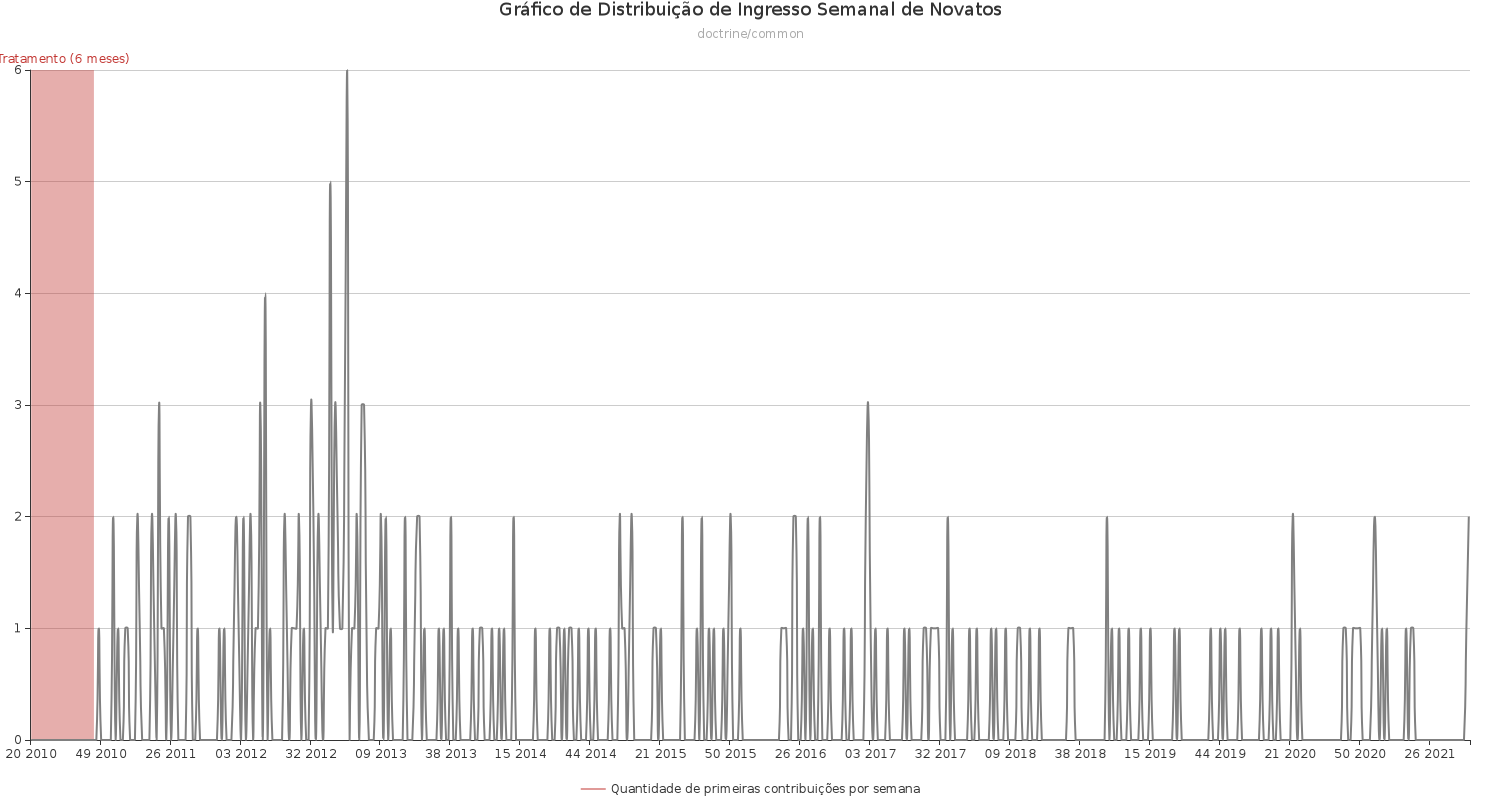 Gráfico de Distribuição de Ingresso Semanal de Novatos
doctrine/common
Tratamento (6 meses)
6
5
4
3
2
1
0
20 2010 49 2010 26 2011 03 2012 32 2012 09 2013 38 2013 15 2014 44 2014 21 2015 50 2015 26 2016 03 2017 32 2017 09 2018 38 2018 15 2019 44 2019 21 2020 50 2020 26 2021
Quantidade de primeiras contribuições por semana